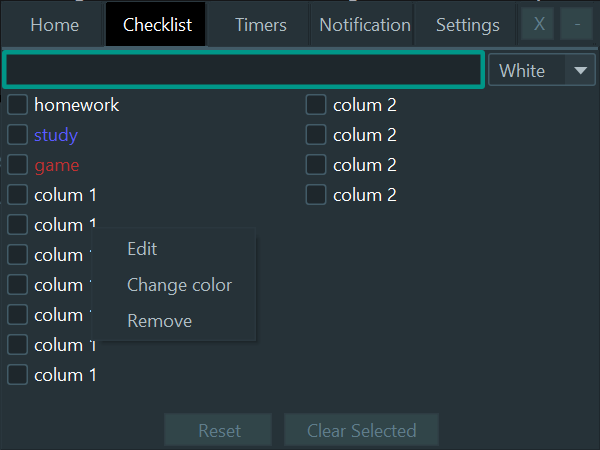 Home Checklist Timers Notification Settings X -
White
homework
study
game
colum 1
colum 1
colum 1
colum 1
colum 1
colum 1
colum 1
colum 2
colum 2
colum 2
colum 2
Edit
Change color
Remove
Reset Clear Selected